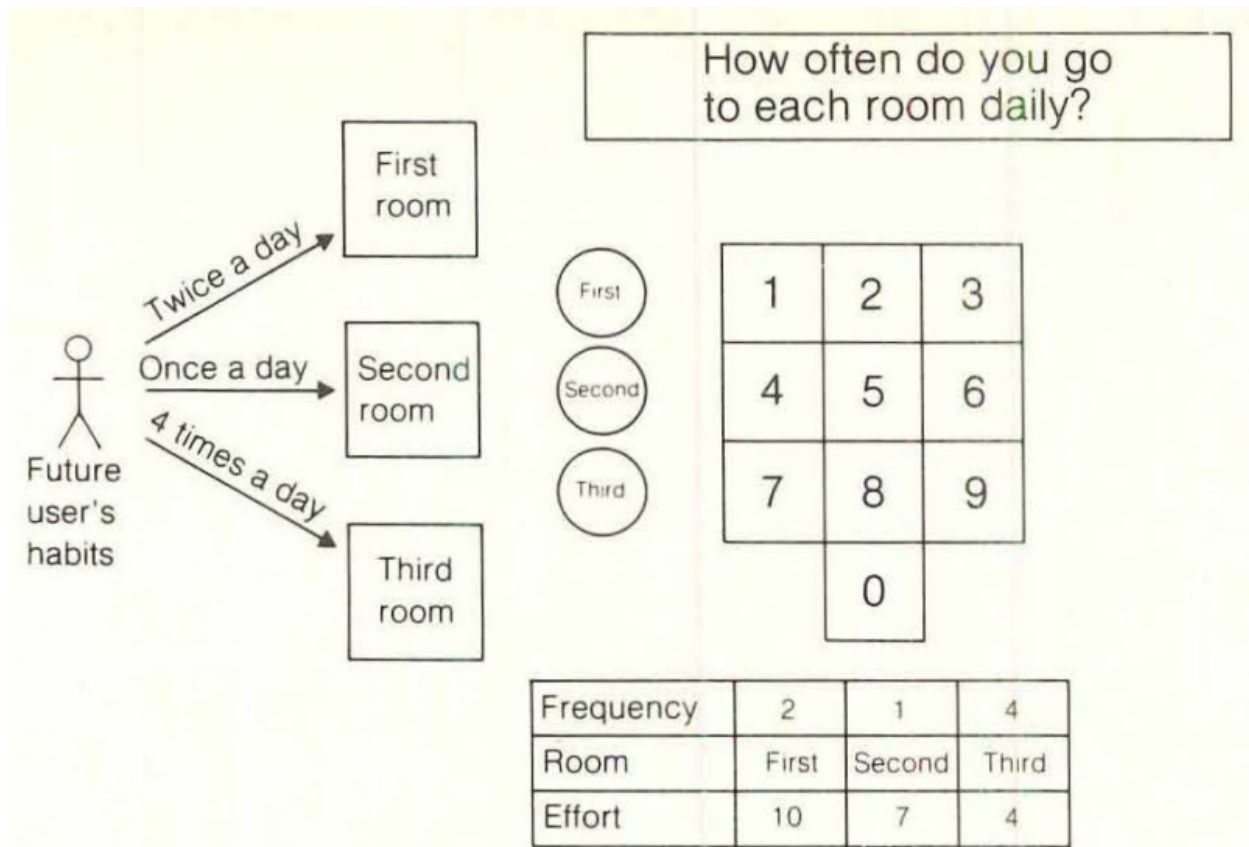 How often do you go
to each room daily?
First
room
Twice a day
Once a day
Second
room
4 times a day
Future
user's
habits
Third
room
First
Second
Third
1 2 3
4 5 6
7 8 9
0
Frequency 2 1 4
Room First Second Third
Effort 10 7 4